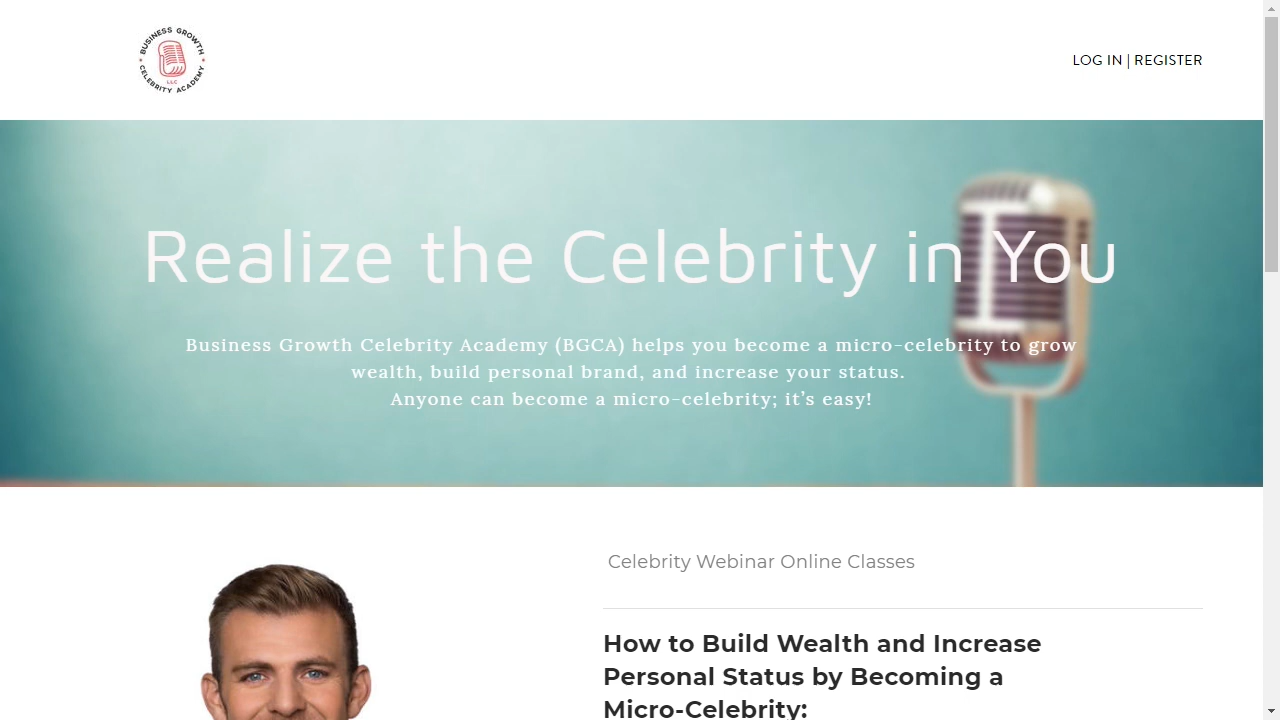 BUSINESS GROWTH
CELEBRITY ACADEMY
LLC
LOG IN | REGISTER
Realize the Celebrity in You
Business Growth Celebrity Academy (BGCA) helps you become a micro-celebrity to grow
wealth, build personal brand, and increase your status.
Anyone can become a micro-celebrity; it’s easy!
Celebrity Webinar Online Classes
How to Build Wealth and Increase
Personal Status by Becoming a
Micro-Celebrity: